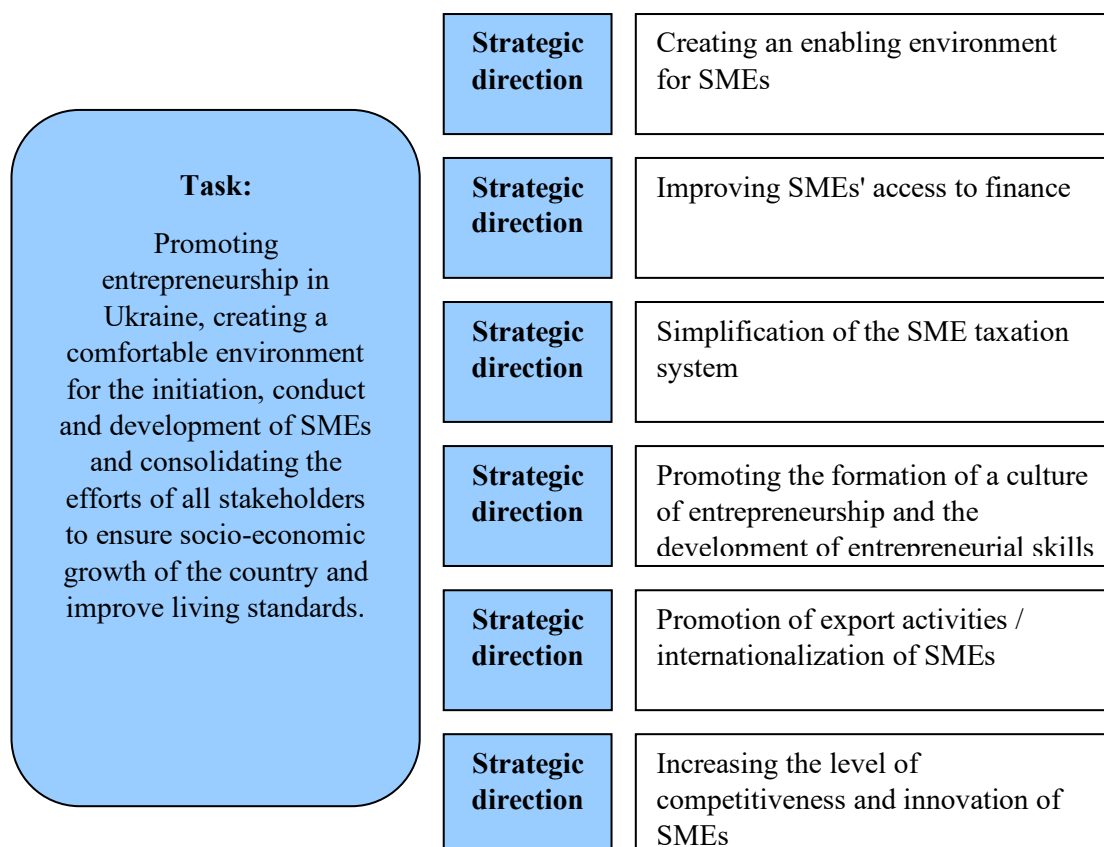 Strategic
direction
Creating an enabling environment
for SMEs
Task:
Promoting
entrepreneurship in
Ukraine, creating a
comfortable environment
for the initiation, conduct
and development of SMEs
and consolidating the
efforts of all stakeholders
to ensure socio-economic
growth of the country and
improve living standards.
Strategic
direction
Improving SMEs' access to finance
Strategic
direction
Simplification of the SME taxation
system
Strategic
direction
Promoting the formation of a culture
of entrepreneurship and the
development of entrepreneurial skills
Strategic
direction
Promotion of export activities /
internationalization of SMEs
Strategic
direction
Increasing the level of
competitiveness and innovation of
SMEs